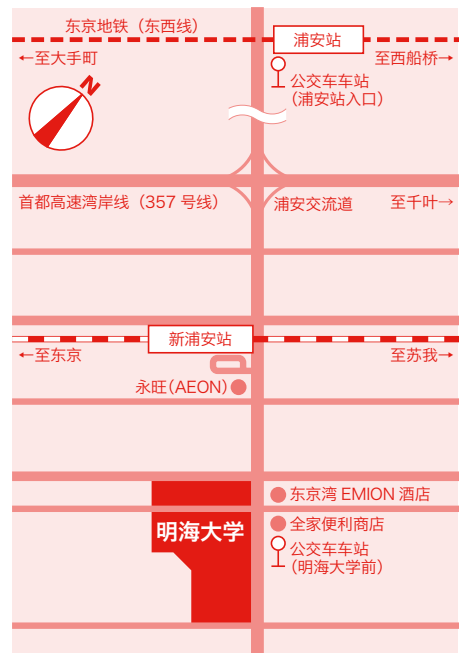 东京地铁（东西线）
浦安站
←至大手町
至西船桥→
N
公交车车站
（浦安站入口）
首都高速湾岸线（357 号线）
浦安交流道
至千叶→
新浦安站
←至东京
至苏我→
永旺（AEON）
东京湾 EMION 酒店
明海大学
全家便利商店
公交车车站
（明海大学前）